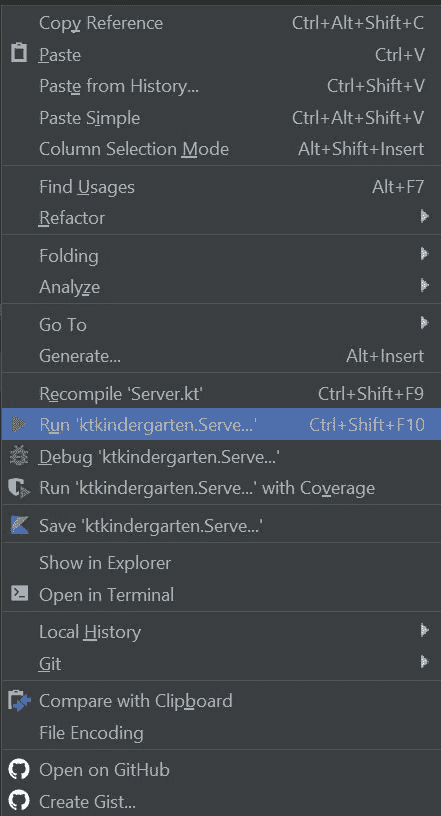 Copy Reference Ctrl+Alt+Shift+C
Paste Ctrl+V
Paste from History... Ctrl+Shift+V
Paste Simple Ctrl+Alt+Shift+V
Column Selection Mode Alt+Shift+Insert
Find Usages Alt+F7
Refactor
Folding
Analyze
Go To
Generate... Alt+Insert
Recompile 'Server.kt' Ctrl+Shift+F9
Run 'ktkindergarten.Serve...' Ctrl+Shift+F10
Debug 'ktkindergarten.Serve...'
Run 'ktkindergarten.Serve...' with Coverage
Save 'ktkindergarten.Serve...'
Show in Explorer
Open in Terminal
Local History
Git
Compare with Clipboard
File Encoding
Open on GitHub
Create Gist...